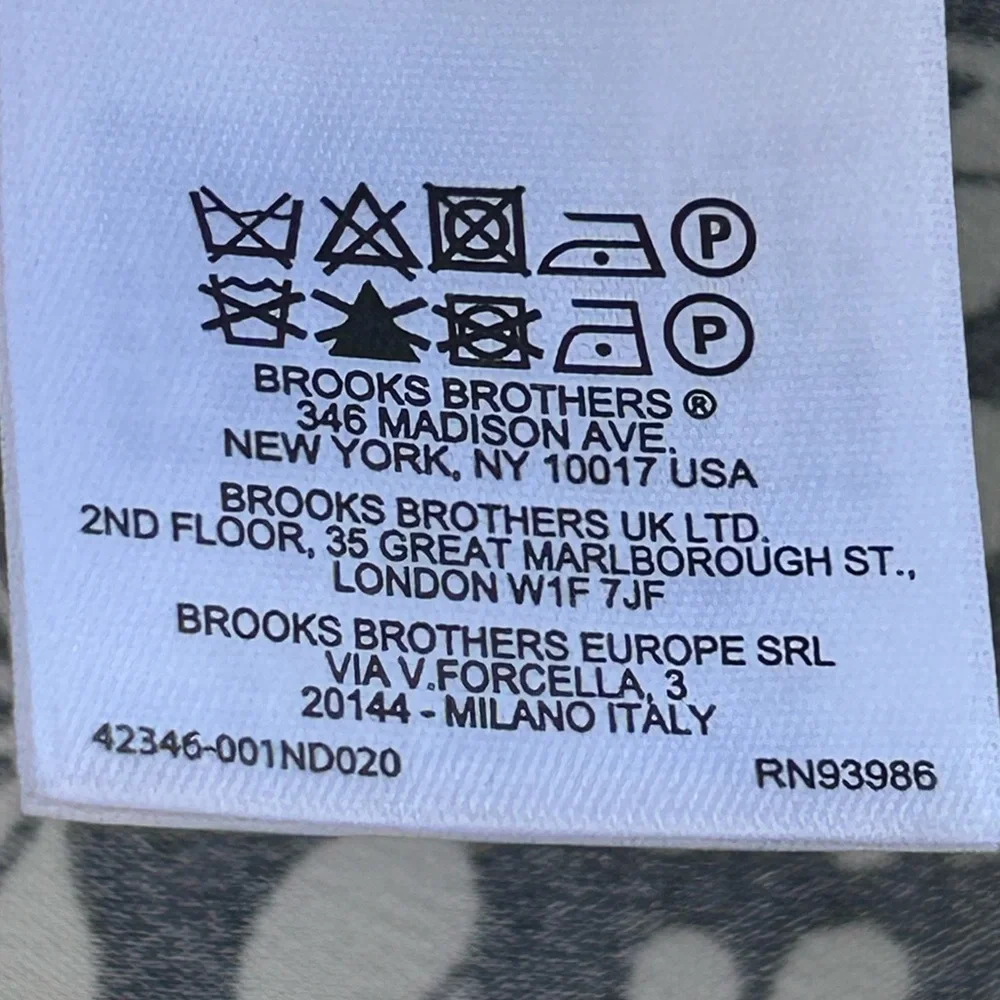 P
P
BROOKS BROTHERS ®
346 MADISON AVE.
NEW YORK, NY 10017 USA
BROOKS BROTHERS UK LTD.
2ND FLOOR, 35 GREAT MARLBOROUGH ST.,
LONDON W1F 7JF
BROOKS BROTHERS EUROPE SRL
VIA V.FORCELLA, 3
20144 - MILANO ITALY
42346-001ND020 RN93986